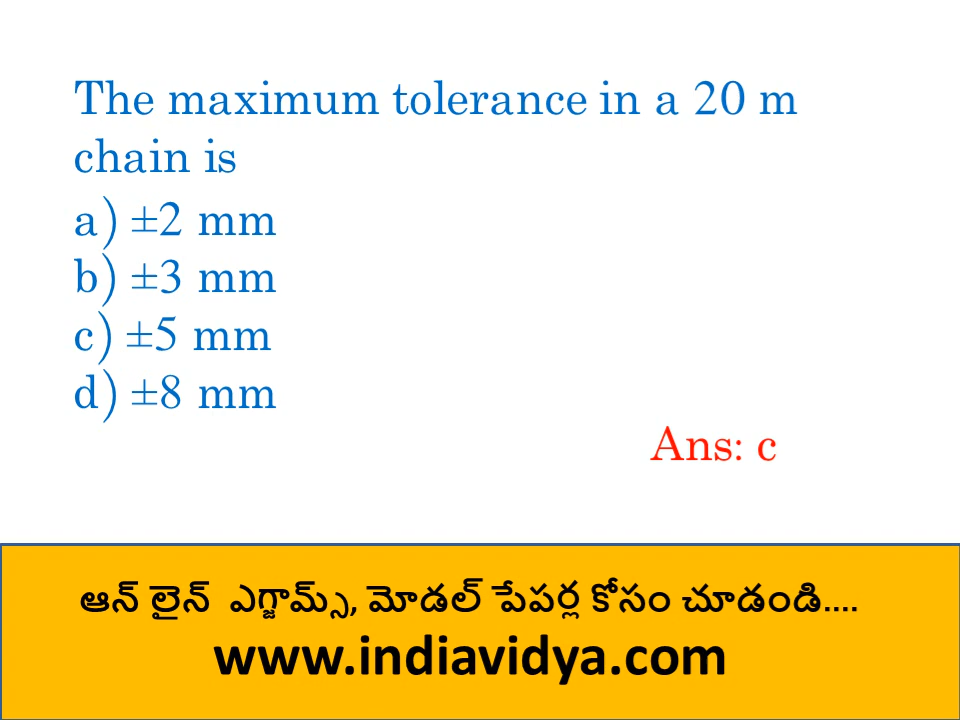 The maximum tolerance in a 20 m
chain is
a) ±2 mm
b) ±3 mm
c) ±5 mm
d) ±8 mm
Ans: c
ఆన్ లైన్ ఎగ్జామ్స్, మోడల్ పేపర్ల కోసం చూడండి....
www.indiavidya.com